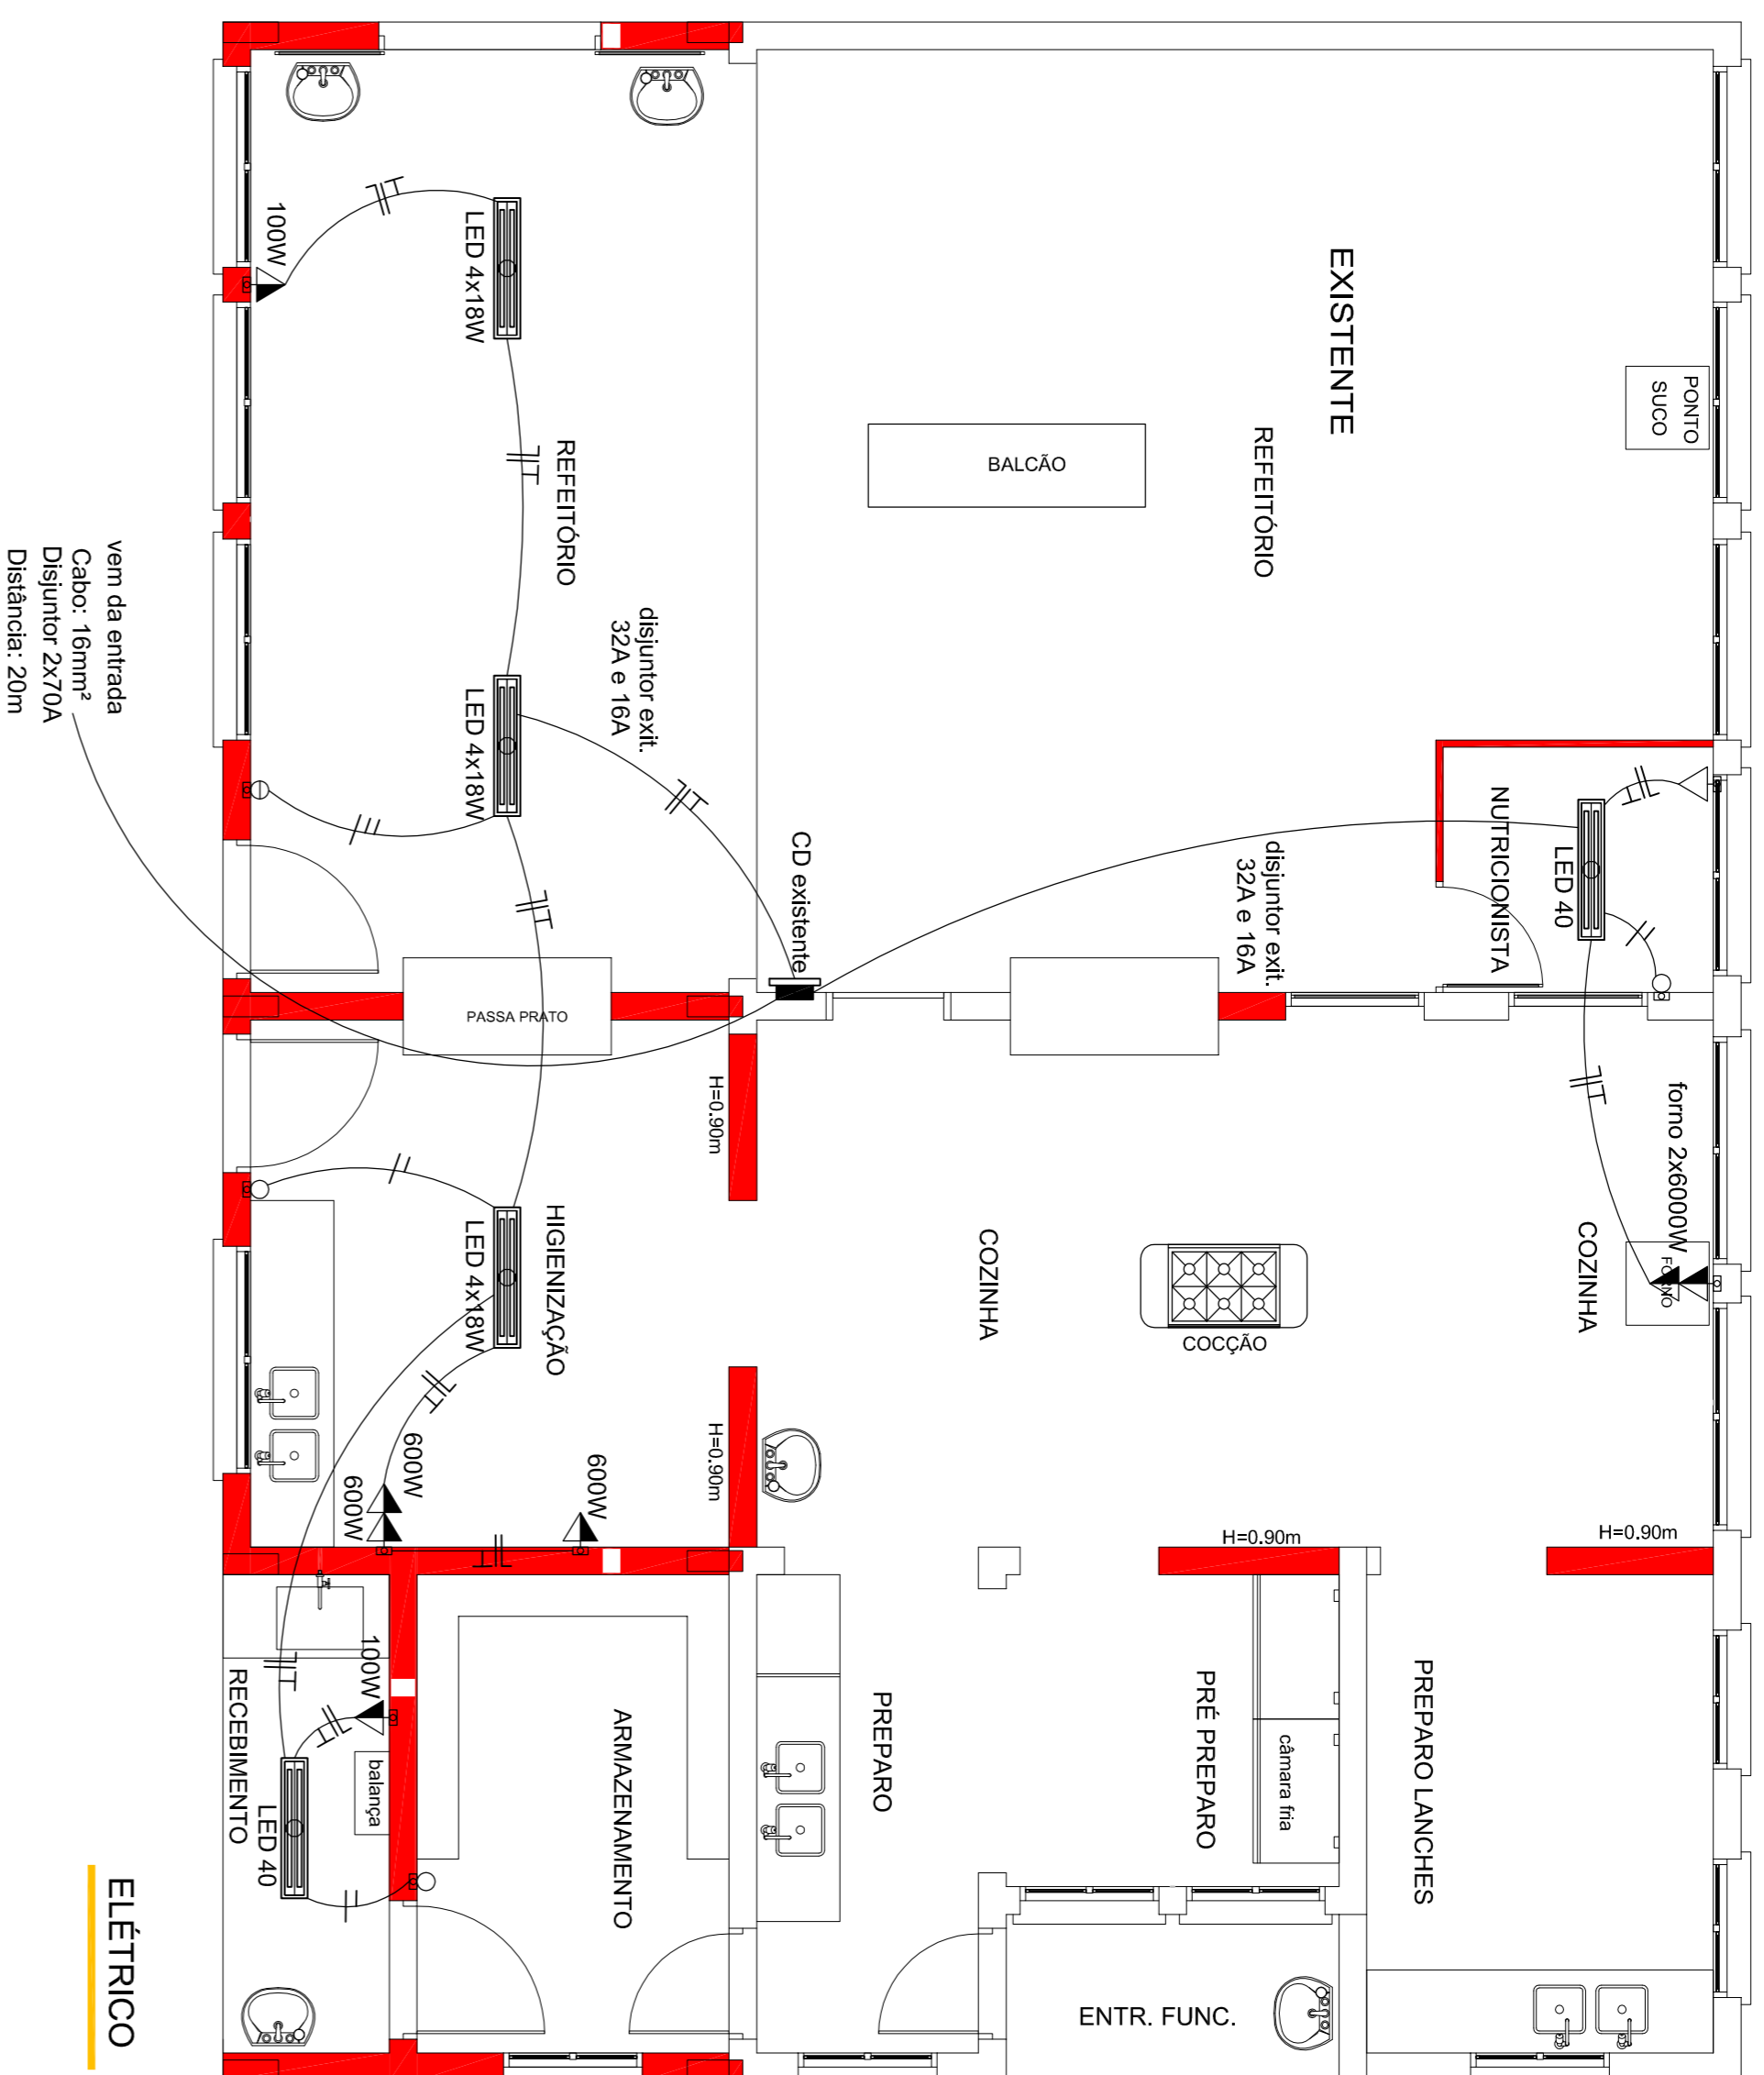 EXISTENTE
PONTO
SUCO
REFEITÓRIO
BALCÃO
100W
LED 4x18W
REFEITÓRIO
LED 4x18W
disjuntor exit.
32A e 16A
vem da entrada
Cabo: 16mm²
Disjuntor 2x70A
Distância: 20m
CD existente
disjuntor exit.
32A e 16A
NUTRICIONISTA
LED 40
PASSA PRATO
H=0.90m
forno 2x6000W
FORNO
COZINHA
COZINHA
COCÇÃO
HIGIENIZAÇÃO
LED 4x18W
H=0.90m
600W
600W
600W
H=0.90m
H=0.90m
100W
RECEBIMENTO
LED 40
balança
ARMAZENAMENTO
PREPARO
PRÉ PREPARO
câmara fria
PREPARO LANCHES
ENTR. FUNC.
ELÉTRICO